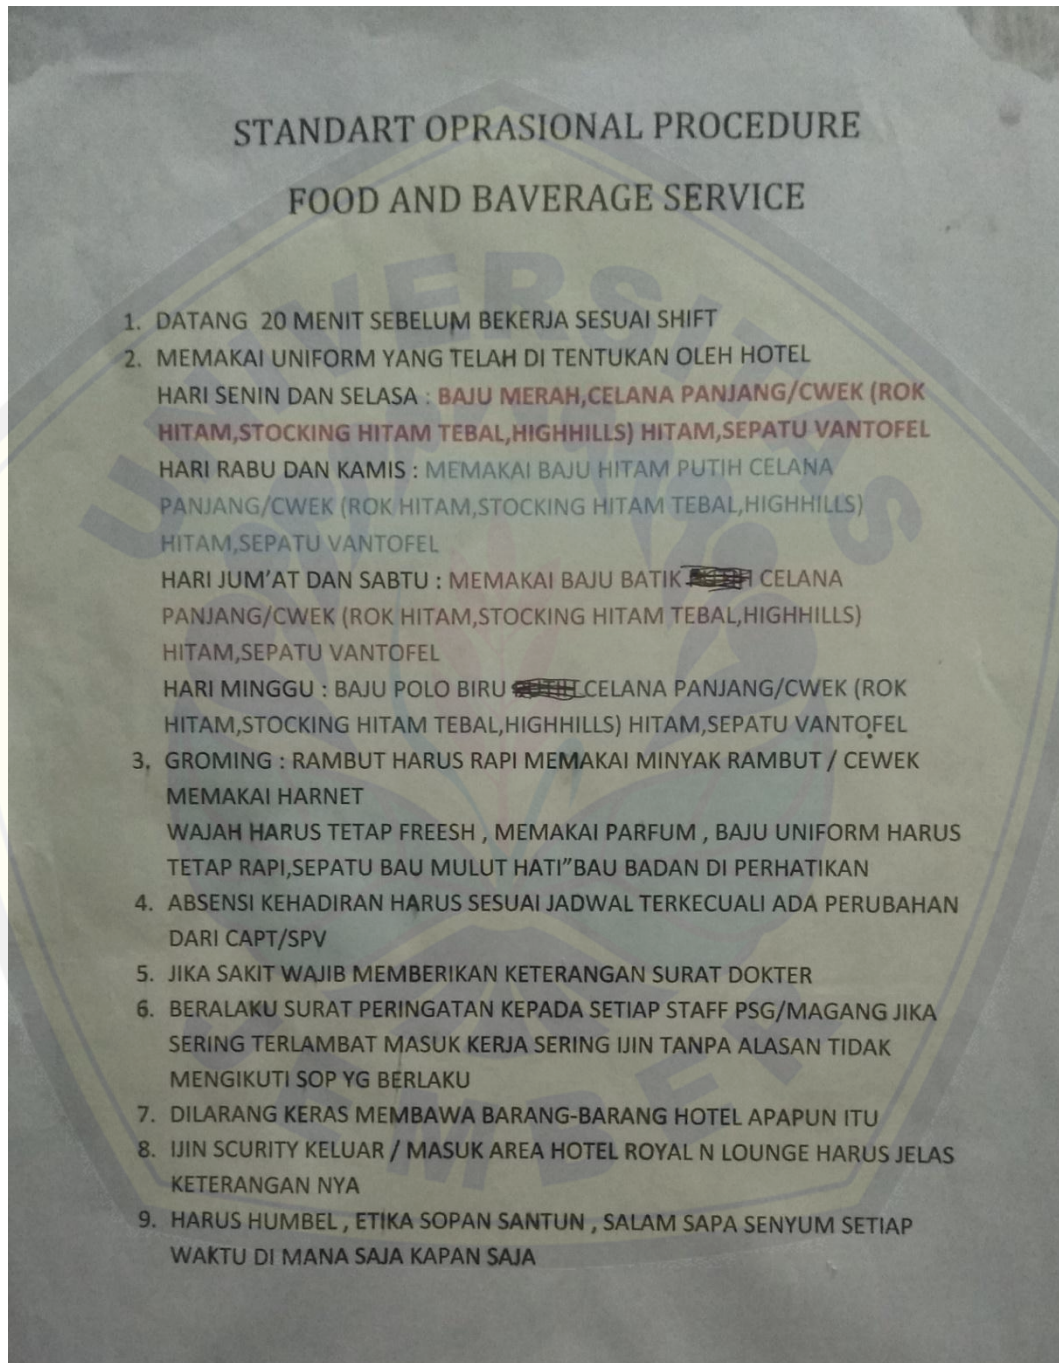 STANDART OPRASIONAL PROCEDURE
FOOD AND BAVERAGE SERVICE
1. DATANG 20 MENIT SEBELUM BEKERJA SESUAI SHIFT
2. MEMAKAI UNIFORM YANG TELAH DI TENTUKAN OLEH HOTEL
HARI SENIN DAN SELASA : BAJU MERAH,CELANA PANJANG/CWEK (ROK
HITAM,STOCKING HITAM TEBAL,HIGHHILLS) HITAM,SEPATU VANTOFEL
HARI RABU DAN KAMIS : MEMAKAI BAJU HITAM PUTIH CELANA
PANJANG/CWEK (ROK HITAM,STOCKING HITAM TEBAL,HIGHHILLS)
HITAM,SEPATU VANTOFEL
HARI JUM'AT DAN SABTU : MEMAKAI BAJU BATIK CELANA
PANJANG/CWEK (ROK HITAM,STOCKING HITAM TEBAL,HIGHHILLS)
HITAM,SEPATU VANTOFEL
HARI MINGGU : BAJU POLO BIRU CELANA PANJANG/CWEK (ROK
HITAM,STOCKING HITAM TEBAL,HIGHHILLS) HITAM,SEPATU VANTOFEL
3. GROMING : RAMBUT HARUS RAPI MEMAKAI MINYAK RAMBUT / CEWEK
MEMAKAI HARNET
WAJAH HARUS TETAP FREESH , MEMAKAI PARFUM , BAJU UNIFORM HARUS
TETAP RAPI,SEPATU BAU MULUT HATI"BAU BADAN DI PERHATIKAN
4. ABSENSI KEHADIRAN HARUS SESUAI JADWAL TERKECUALI ADA PERUBAHAN
DARI CAPT/SPV
5. JIKA SAKIT WAJIB MEMBERIKAN KETERANGAN SURAT DOKTER
6. BERALAKU SURAT PERINGATAN KEPADA SETIAP STAFF PSG/MAGANG JIKA
SERING TERLAMBAT MASUK KERJA SERING IJIN TANPA ALASAN TIDAK
MENGIKUTI SOP YG BERLAKU
7. DILARANG KERAS MEMBAWA BARANG-BARANG HOTEL APAPUN ITU
8. IJIN SCURITY KELUAR / MASUK AREA HOTEL ROYAL N LOUNGE HARUS JELAS
KETERANGAN NYA
9. HARUS HUMBEL , ETIKA SOPAN SANTUN , SALAM SAPA SENYUM SETIAP
WAKTU DI MANA SAJA KAPAN SAJA
UNIVERSITAS
JEMBER